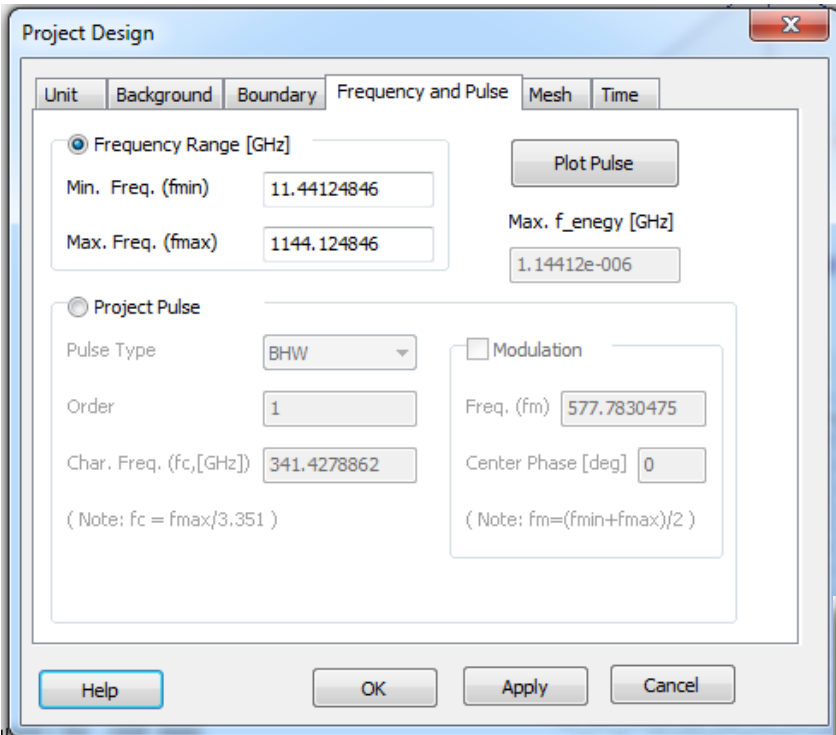 Project Design
Unit Background Boundary Frequency and Pulse Mesh Time
Frequency Range [GHz]
Min. Freq. (fmin) 11.44124846
Max. Freq. (fmax) 1144.124846
Plot Pulse
Max. f_enegy [GHz]
1.14412e-006
Project Pulse
Pulse Type BHW
Order 1
Char. Freq. (fc,[GHz]) 341.4278862
( Note: fc = fmax/3.351 )
Modulation
Freq. (fm) 577.7830475
Center Phase [deg] 0
( Note: fm=(fmin+fmax)/2 )
Help OK Apply Cancel